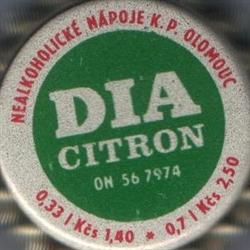 NEALKOHOLICKÉ NÁPOJE K. P. OLOMOUC
DIA
CITRON
ON 56 7974
0,33 l Kčs 1,40 * 0,7 l Kčs 2,50